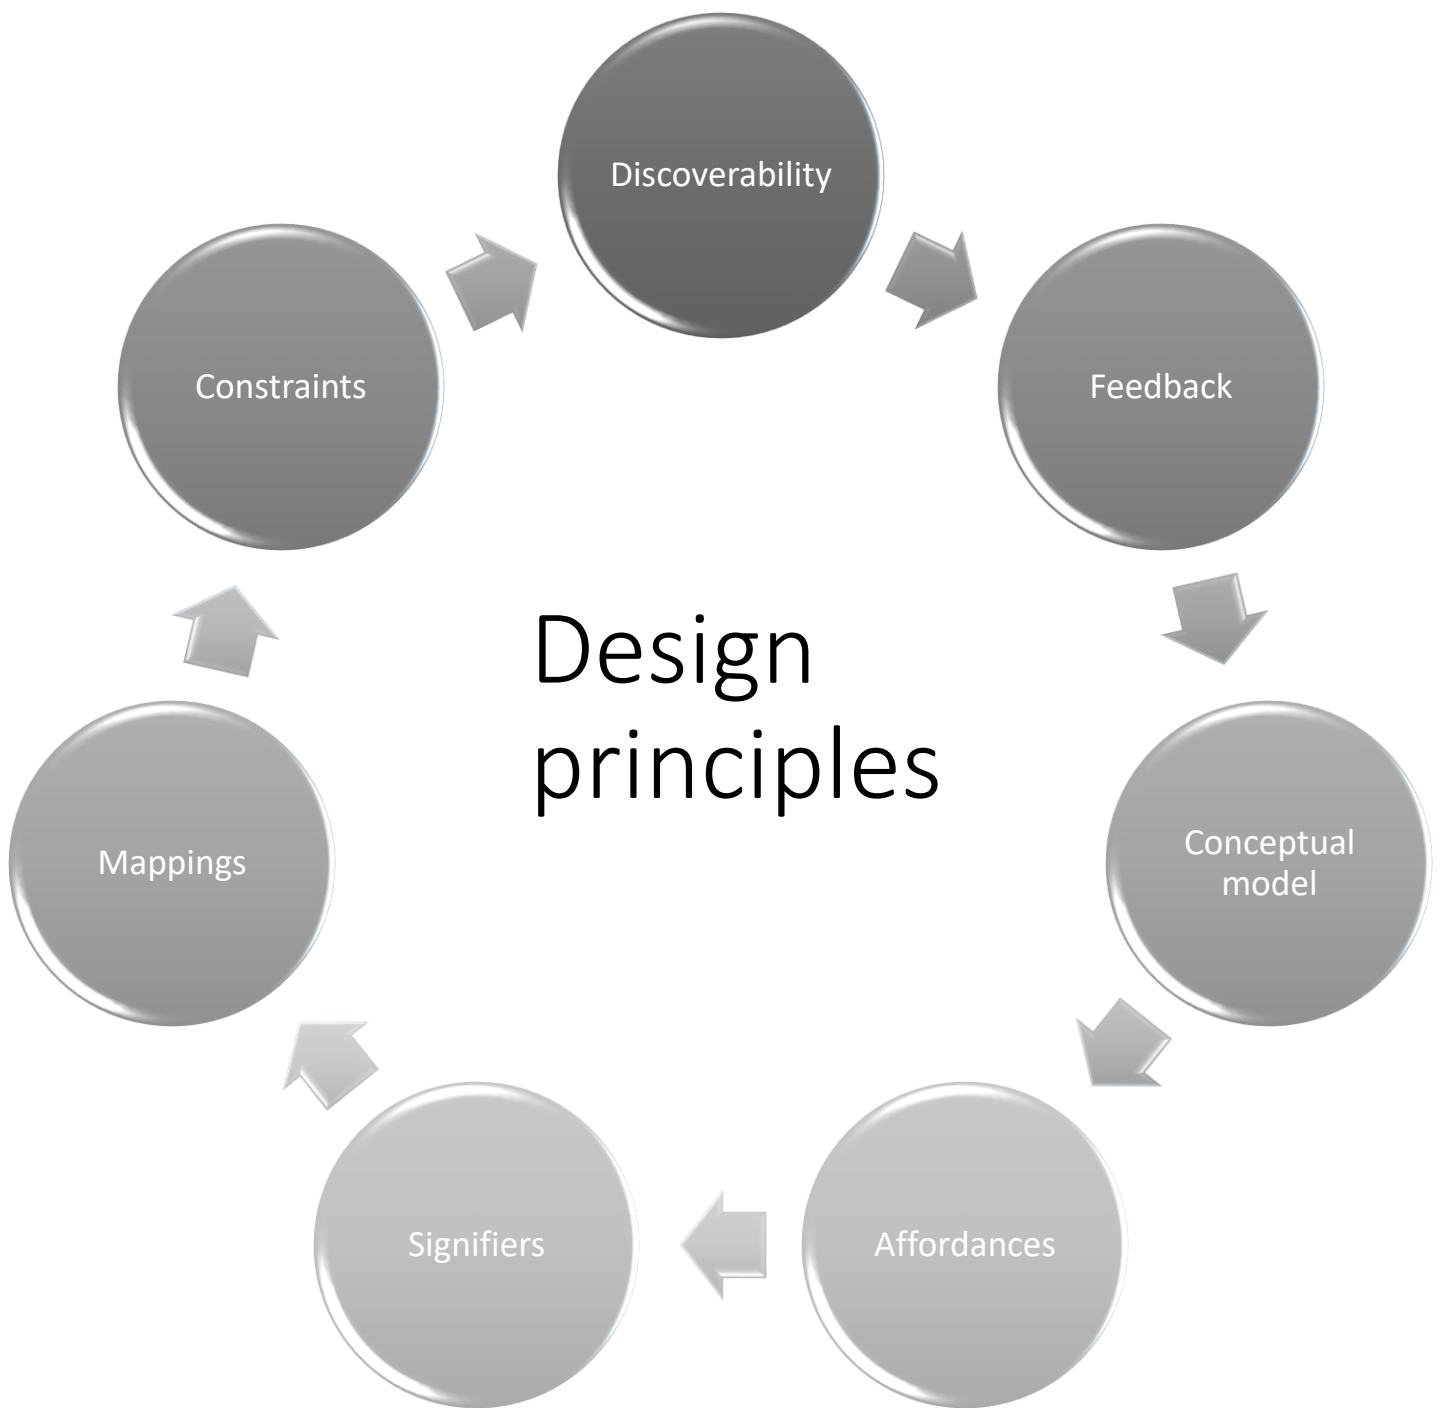 Discoverability
Feedback
Conceptual
model
Affordances
Signifiers
Mappings
Constraints
Design
principles